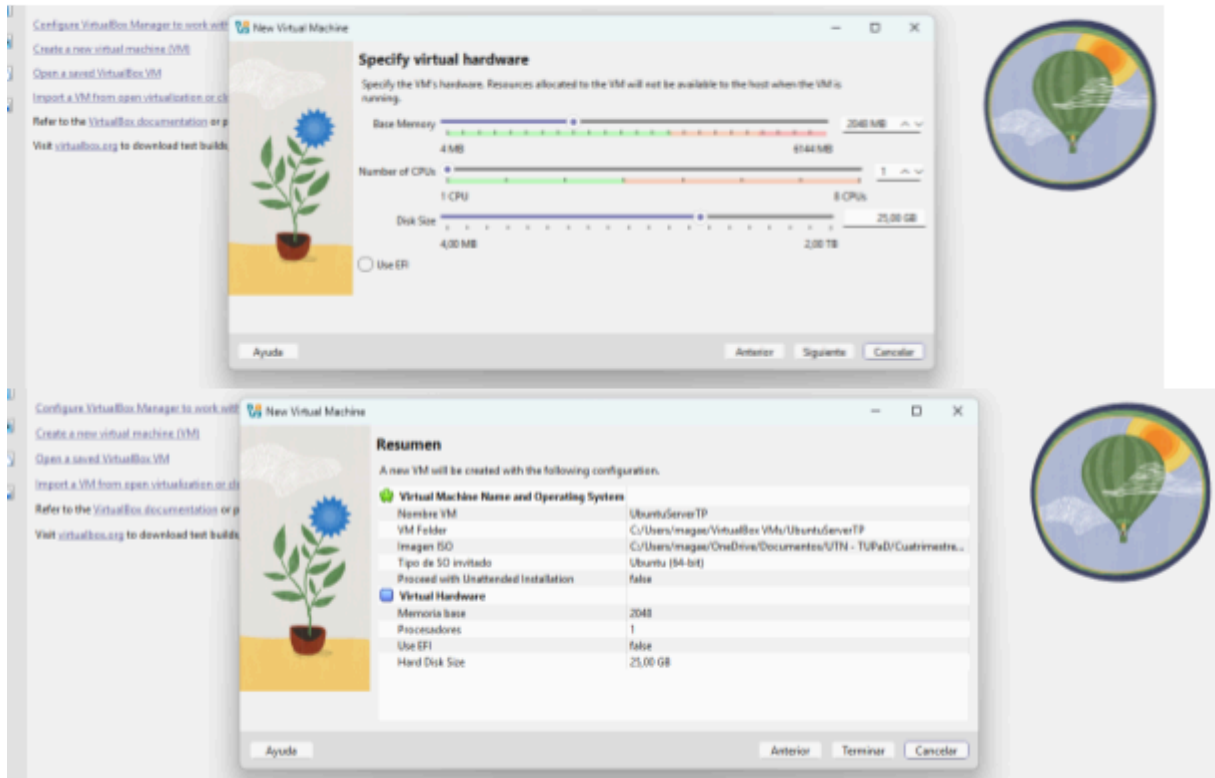 Configure VirtualBox Manager to work with
Create a new virtual machine (VM)
Open a saved VirtualBox VM
Import a VM from open virtualization or cl
Refer to the VirtualBox documentation or p
Visit virtualbox.org to download test builds
New Virtual Machine
Specify virtual hardware
Specify the VM's hardware. Resources allocated to the VM will not be available to the host when the VM is
running.
Base Memory 2048 MB
4 MB 6144 MB
Number of CPUs 1
1 CPU 8 CPUs
Disk Size 25,00 GB
4,00 MB 2,00 TB
Use EFI
Ayuda Anterior Siguiente Cancelar
Configure VirtualBox Manager to work with
Create a new virtual machine (VM)
Open a saved VirtualBox VM
Import a VM from open virtualization or clo
Refer to the VirtualBox documentation or p
Visit virtualbox.org to download test builds
New Virtual Machine
Resumen
A new VM will be created with the following configuration.
Virtual Machine Name and Operating System
Nombre VM UbuntuServerTP
VM Folder C:/Users/magae/VirtualBox VMs/UbuntuServerTP
Imagen ISO C:/Users/magae/OneDrive/Documentos/UTN - TUPaD/Cuatrimestre...
Tipo de SO invitado Ubuntu (64-bit)
Proceed with Unattended Installation false
Virtual Hardware
Memoria base 2048
Procesadores 1
Use EFI false
Hard Disk Size 25,00 GB
Ayuda Anterior Terminar Cancelar